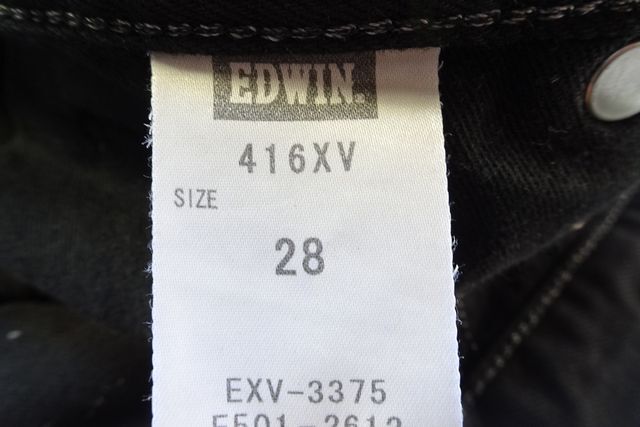 EDWIN.
416XV
SIZE
28
EXV-3375